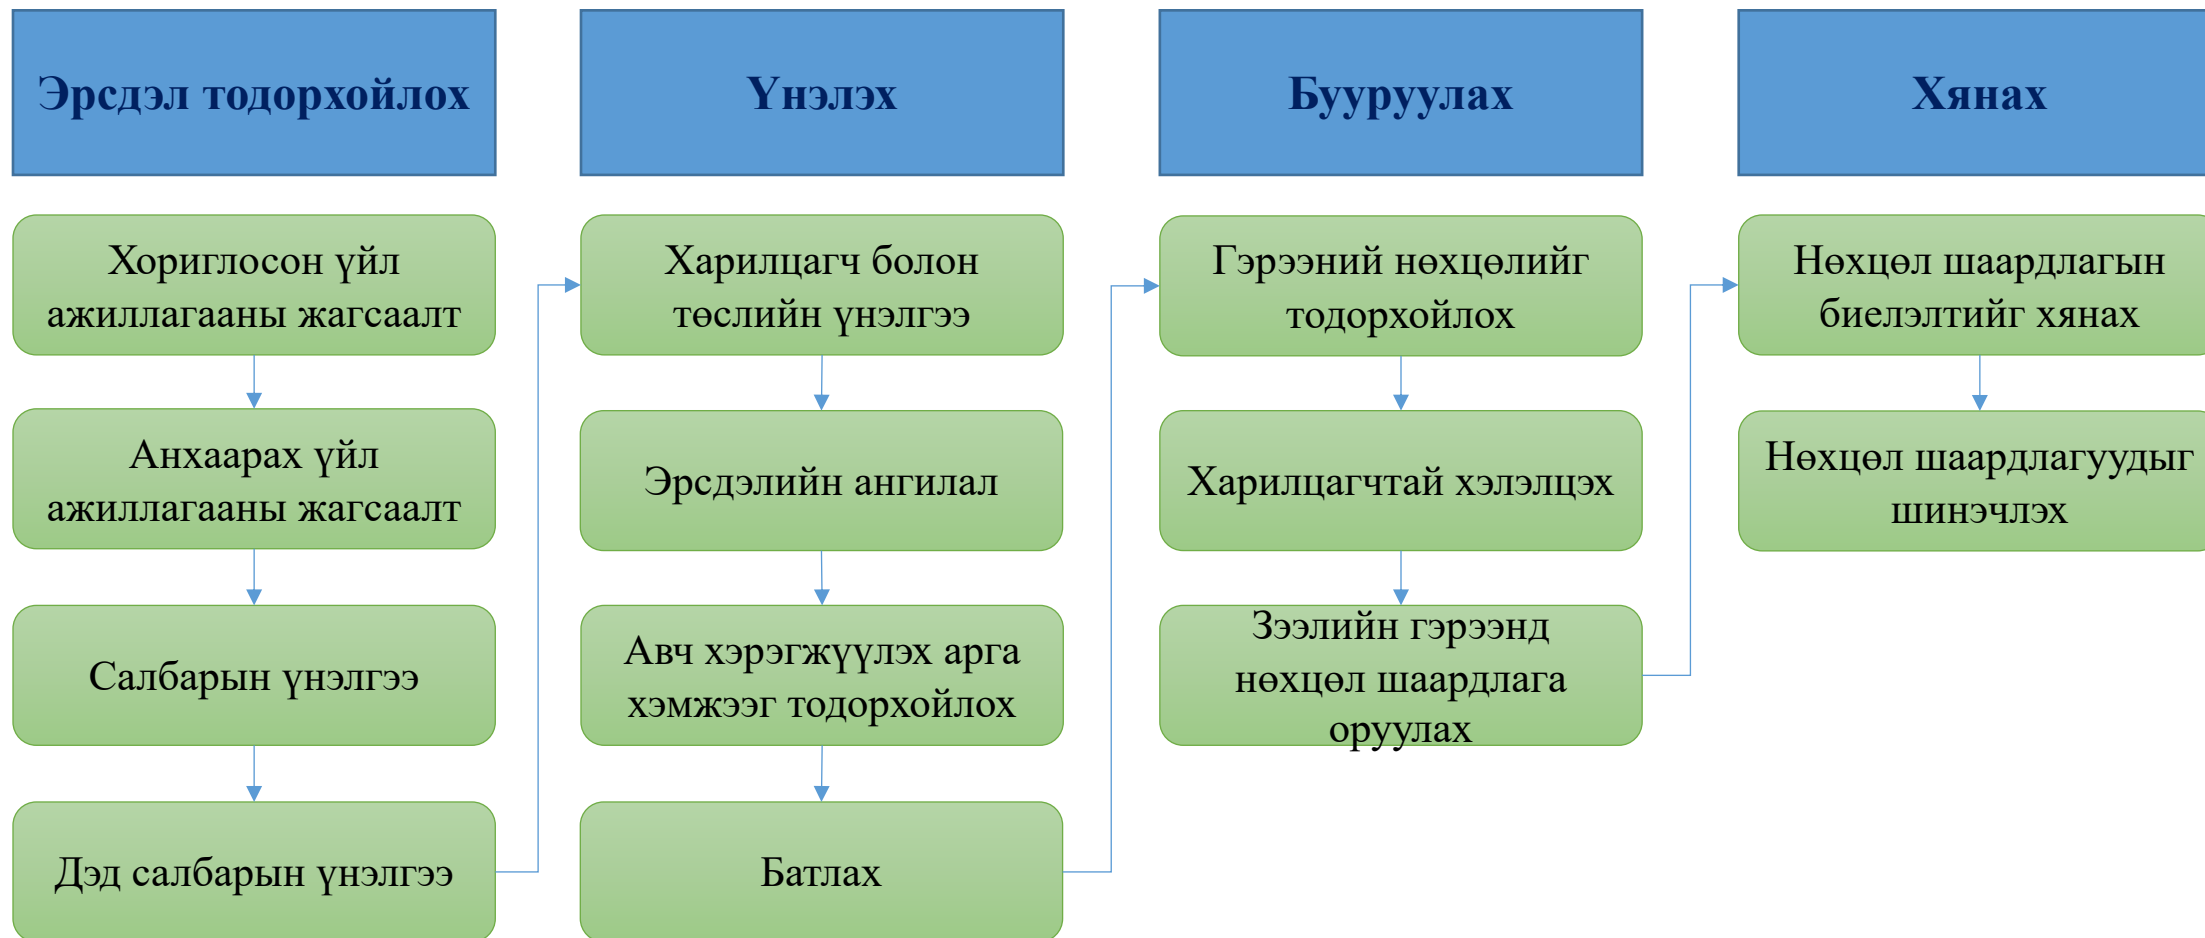 Эрсдэл тодорхойлох
Хориглосон үйл
ажиллагааны жагсаалт
Анхаарах үйл
ажиллагааны жагсаалт
Салбарын үнэлгээ
Дэд салбарын үнэлгээ
Үнэлэх
Харилцагч болон
төслийн үнэлгээ
Эрсдэлийн ангилал
Авч хэрэгжүүлэх арга
хэмжээг тодорхойлох
Батлах
Бууруулах
Гэрээний нөхцөлийг
тодорхойлох
Харилцагчтай хэлэлцэх
Зээлийн гэрээнд
нөхцөл шаардлага
оруулах
Хянах
Нөхцөл шаардлагын
биелэлтийг хянах
Нөхцөл шаардлагуудыг
шинэчлэх